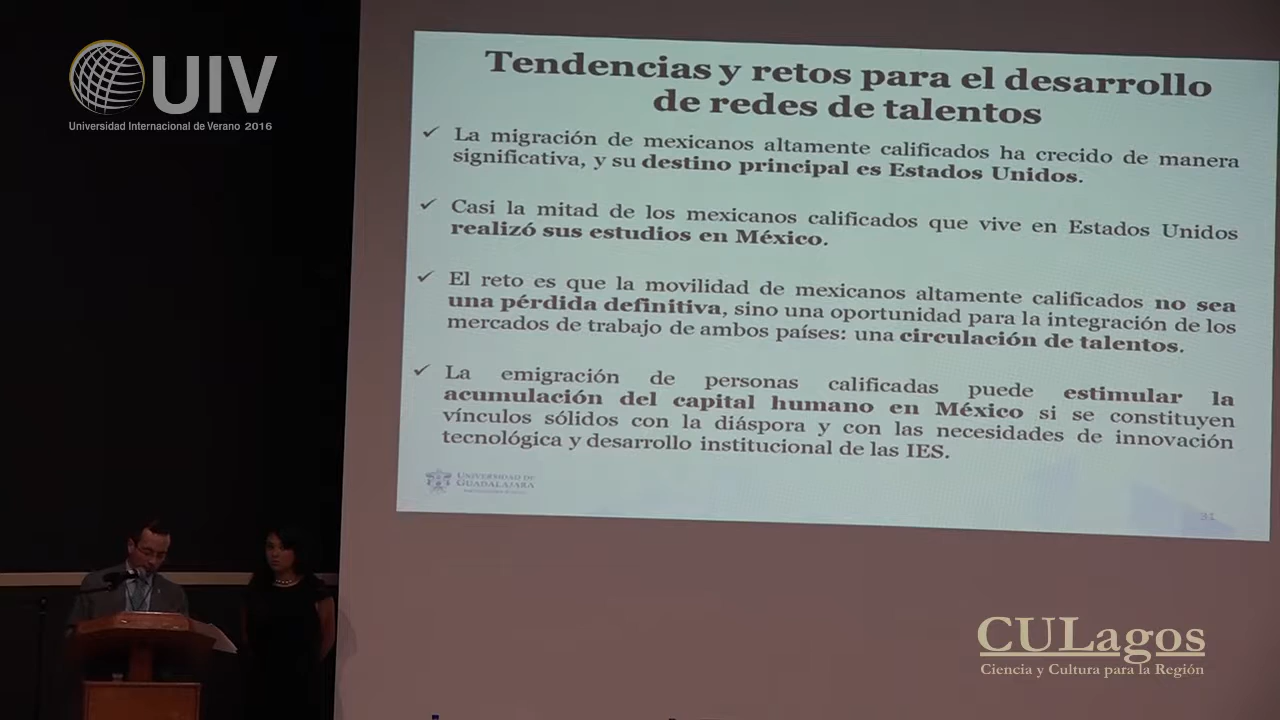 UIV
Universidad Internacional de Verano 2016
Tendencias y retos para el desarrollo
de redes de talentos
✓ La migración de mexicanos altamente calificados ha crecido de manera
significativa, y su destino principal es Estados Unidos.
✓ Casi la mitad de los mexicanos calificados que vive en Estados Unidos
realizó sus estudios en México.
✓ El reto es que la movilidad de mexicanos altamente calificados no sea
una pérdida definitiva, sino una oportunidad para la integración de los
mercados de trabajo de ambos países: una circulación de talentos.
✓ La emigración de personas calificadas puede estimular la
acumulación del capital humano en México si se constituyen
vínculos sólidos con la diáspora y con las necesidades de innovación
tecnológica y desarrollo institucional de las IES.
UNIVERSIDAD DE
GUADALAJARA
31
CULagos
Ciencia y Cultura para la Región